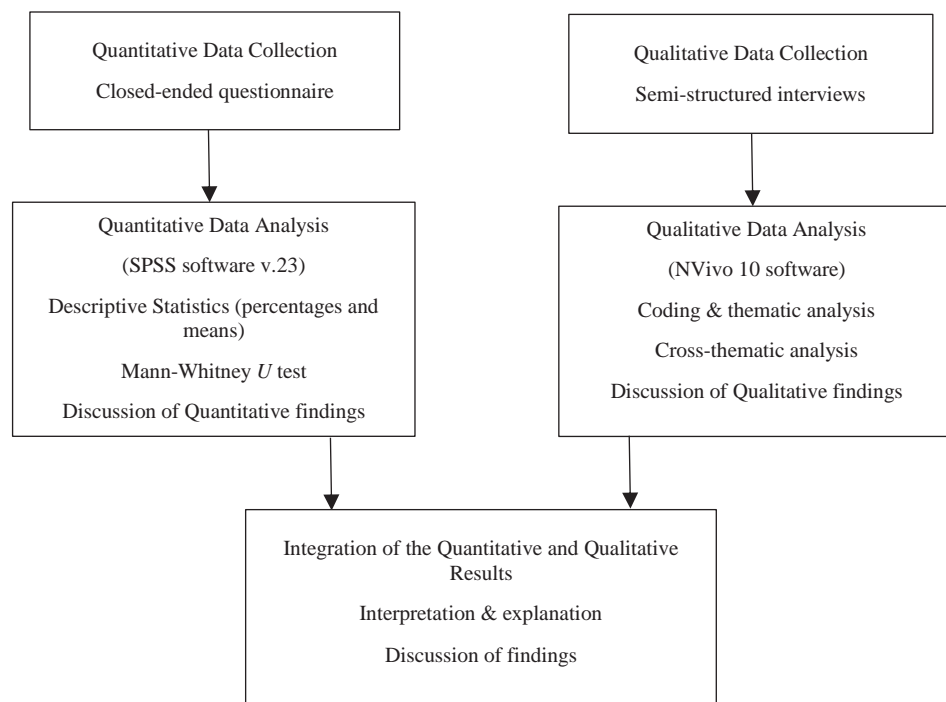 Quantitative Data Collection
Closed-ended questionnaire
Qualitative Data Collection
Semi-structured interviews
Quantitative Data Analysis
(SPSS software v.23)
Descriptive Statistics (percentages and
means)
Mann-Whitney U test
Discussion of Quantitative findings
Qualitative Data Analysis
(NVivo 10 software)
Coding & thematic analysis
Cross-thematic analysis
Discussion of Qualitative findings
Integration of the Quantitative and Qualitative
Results
Interpretation & explanation
Discussion of findings